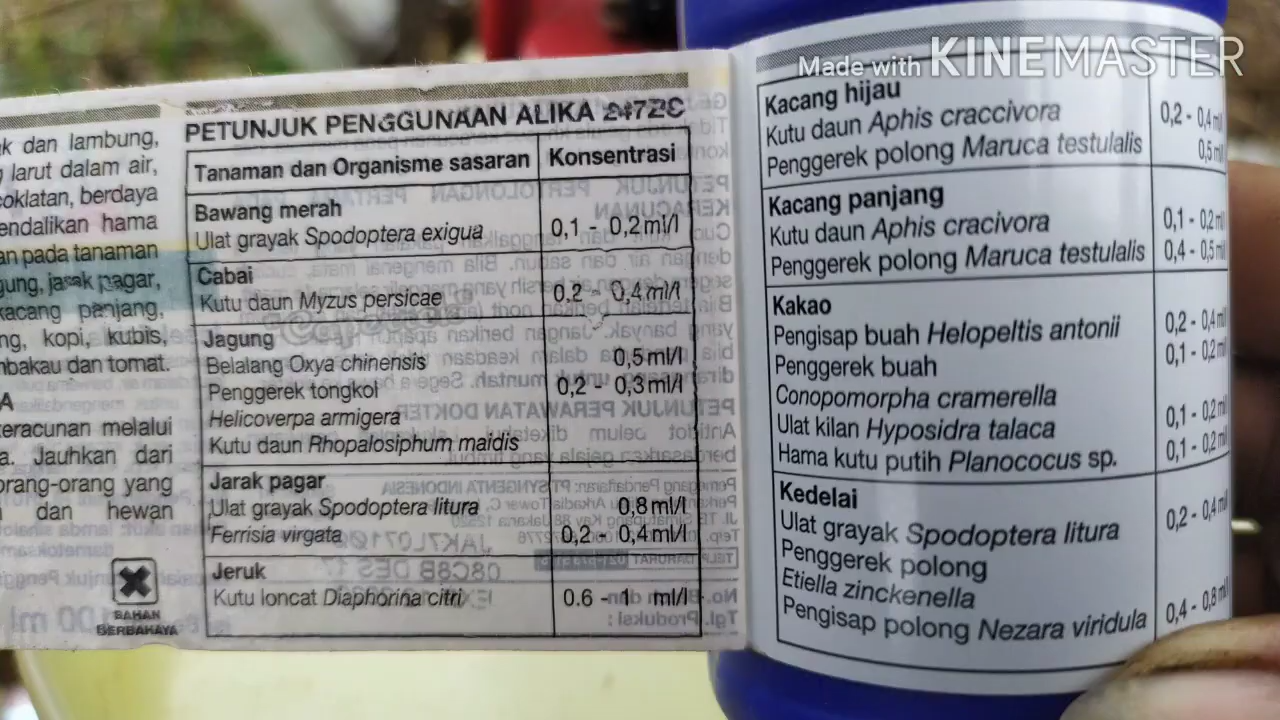 Made with KINEMASTER
k dan lambung,
larut dalam air,
coklatan, berdaya
endalikan hama
an pada tanaman
gung, jarak pagar,
kacang panjang,
ng, kopi, kubis,
mbakau dan tomat.
A
keracunan melalui
a. Jauhkan dari
orang-orang yang
dan hewan
BAHAN
BERBAHAYA
PETUNJUK PENGGUNAAN ALIKA 247ZC
Tanaman dan Organisme sasaran Konsentrasi
Bawang merah
Ulat grayak Spodoptera exigua 0,1 - 0,2 ml/l
Cabai
Kutu daun Myzus persicae 0,2 - 0,4 ml/l
Jagung
Belalang Oxya chinensis 0,5 ml/l
Penggerek tongkol 0,2 - 0,3 ml/l
Helicoverpa armigera
Kutu daun Rhopalosiphum maidis
Jarak pagar
Ulat grayak Spodoptera litura 0,8 ml/l
Ferrisia virgata 0,2 - 0,4 ml/l
Jeruk
Kutu loncat Diaphorina citri 0.6 - 1 ml/l
Kacang hijau
Kutu daun Aphis craccivora 0,2 - 0,4 ml
Penggerek polong Maruca testulalis 0,5 ml
Kacang panjang
Kutu daun Aphis cracivora 0,1 - 0,2 ml
Penggerek polong Maruca testulalis 0,4 - 0,5 ml
Kakao
Pengisap buah Helopeltis antonii 0,2 - 0,4 ml
Penggerek buah 0,1 - 0,2 ml
Conopomorpha cramerella
Ulat kilan Hyposidra talaca 0,1 - 0,2 ml
Hama kutu putih Planococus sp. 0,1 - 0,2 ml
Kedelai
Ulat grayak Spodoptera litura 0,2 - 0,4 ml
Penggerek polong
Etiella zinckenella
Pengisap polong Nezara viridula 0,4 - 0,8 ml